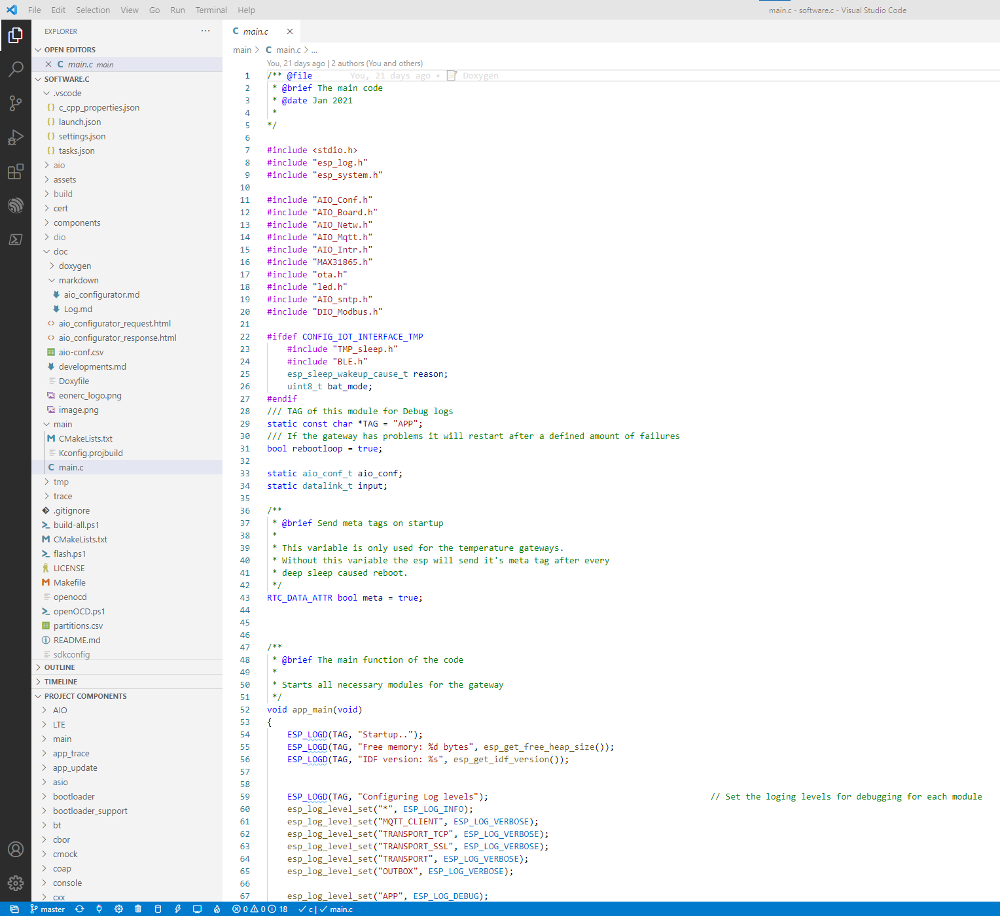 File Edit Selection View Go Run Terminal Help main.c - software.c - Visual Studio Code
EXPLORER ...
OPEN EDITORS
main.c main
SOFTWARE.C
.vscode
c_cpp_properties.json
launch.json
settings.json
tasks.json
aio
assets
build
cert
components
dio
doc
doxygen
markdown
aio_configurator.md
Log.md
aio_configurator_request.html
aio_configurator_response.html
aio-conf.csv
developments.md
Doxyfile
eonerc_logo.png
image.png
main
CMakeLists.txt
Kconfig.projbuild
main.c
tmp
trace
.gitignore
build-all.ps1
CMakeLists.txt
flash.ps1
LICENSE
Makefile
openocd
openOCD.ps1
partitions.csv
README.md
sdkconfig
OUTLINE
TIMELINE
PROJECT COMPONENTS
AIO
LTE
main
app_trace
app_update
asio
bootloader
bootloader_support
bt
cbor
cmock
coap
console
cxx
C main.c
main > C main.c > ...
You, 21 days ago | 2 authors (You and others)
1 /** @file You, 21 days ago • Doxygen
2 * @brief The main code
3 * @date Jan 2021
4 *
5 */
6
7 #include <stdio.h>
8 #include "esp_log.h"
9 #include "esp_system.h"
10
11 #include "AIO_Conf.h"
12 #include "AIO_Board.h"
13 #include "AIO_Netw.h"
14 #include "AIO_Mqtt.h"
15 #include "AIO_Intr.h"
16 #include "MAX31865.h"
17 #include "ota.h"
18 #include "led.h"
19 #include "AIO_sntp.h"
20 #include "DIO_Modbus.h"
21
22 #ifdef CONFIG_IOT_INTERFACE_TMP
23 #include "TMP_sleep.h"
24 #include "BLE.h"
25 esp_sleep_wakeup_cause_t reason;
26 uint8_t bat_mode;
27 #endif
28 /// TAG of this module for Debug logs
29 static const char *TAG = "APP";
30 /// If the gateway has problems it will restart after a defined amount of failures
31 bool rebootloop = true;
32
33 static aio_conf_t aio_conf;
34 static datalink_t input;
35
36 /**
37 * @brief Send meta tags on startup
38 *
39 * This variable is only used for the temperature gateways.
40 * Without this variable the esp will send it's meta tag after every
41 * deep sleep caused reboot.
42 */
43 RTC_DATA_ATTR bool meta = true;
44
45
46
47 /**
48 * @brief The main function of the code
49 *
50 * Starts all necessary modules for the gateway
51 */
52 void app_main(void)
53 {
54 ESP_LOGD(TAG, "Startup..");
55 ESP_LOGD(TAG, "Free memory: %d bytes", esp_get_free_heap_size());
56 ESP_LOGD(TAG, "IDF version: %s", esp_get_idf_version());
57
58
59 ESP_LOGD(TAG, "Configuring Log levels"); // Set the loging levels for debugging for each module
60 esp_log_level_set("*", ESP_LOG_INFO);
61 esp_log_level_set("MQTT_CLIENT", ESP_LOG_VERBOSE);
62 esp_log_level_set("TRANSPORT_TCP", ESP_LOG_VERBOSE);
63 esp_log_level_set("TRANSPORT_SSL", ESP_LOG_VERBOSE);
64 esp_log_level_set("TRANSPORT", ESP_LOG_VERBOSE);
65 esp_log_level_set("OUTBOX", ESP_LOG_VERBOSE);
66
67 esp_log_level_set("APP", ESP_LOG_DEBUG);
master 0 0 18 c | main.c